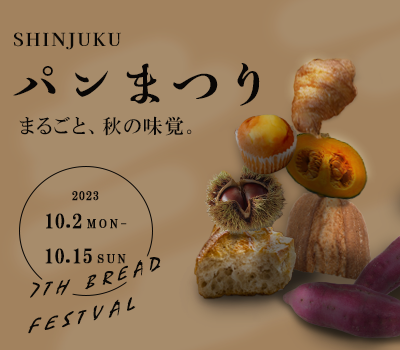 SHINJUKU
パンまつり
まるごと、秋の味覚。
2023
10.2 MON–
10.15 SUN
7TH BREAD
FESTVAL